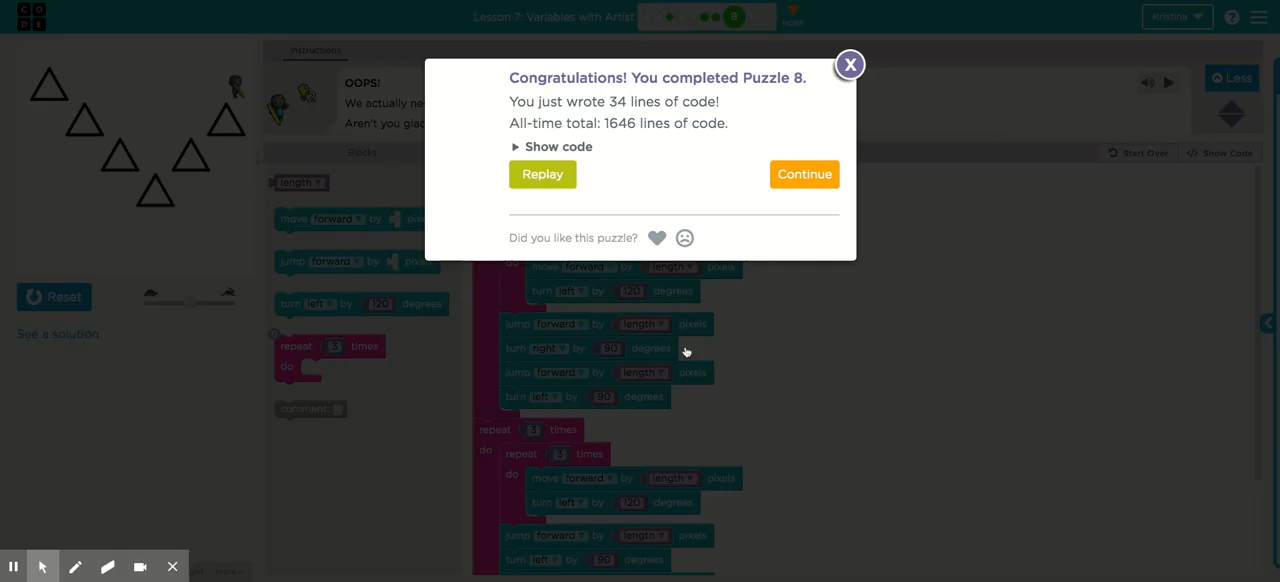 C O
D E
Lesson 7: Variables with Artist
8
MORE
Kristina
?
Instructions
OOPS!
We actually ne
Aren't you glad
Less
Congratulations! You completed Puzzle 8.
X
You just wrote 34 lines of code!
All-time total: 1646 lines of code.
Show code
Replay
Continue
Did you like this puzzle?
Blocks
Start Over
</> Show Code
length
move forward by pixe
jump forward by pixels
turn left by 120 degrees
repeat 3 times
do
comment:
Reset
See a solution
do
move forward by length pixels
turn left by 120 degrees
jump forward by length pixels
turn right by 90 degrees
jump forward by length pixels
turn left by 90 degrees
repeat 3 times
do
repeat 3 times
do
move forward by length pixels
turn left by 120 degrees
jump forward by length pixels
turn left by 90 degrees
More